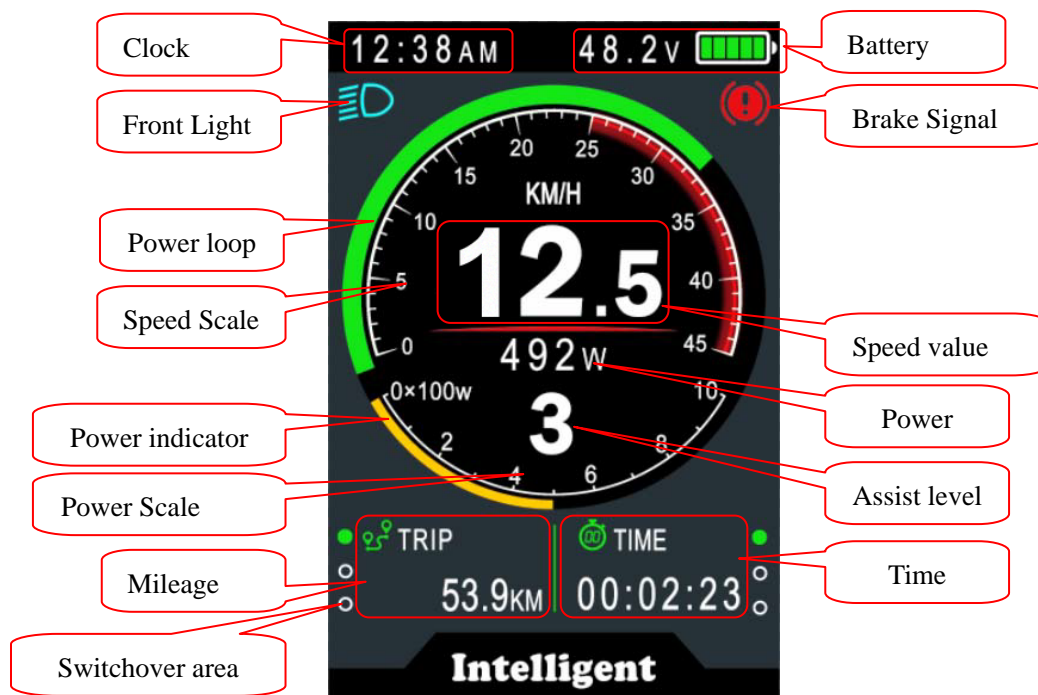 Clock
12:38AM
48.2V
Battery
Front Light
Brake Signal
20
25
15
30
KM/H
10
35
Power loop
12.5
5
40
Speed Scale
0
45
Speed value
492W
0×100w
10
Power
3
Power indicator
2
8
4
6
Power Scale
Assist level
TRIP
00
TIME
Mileage
53.9KM
00:02:23
Time
Switchover area
Intelligent